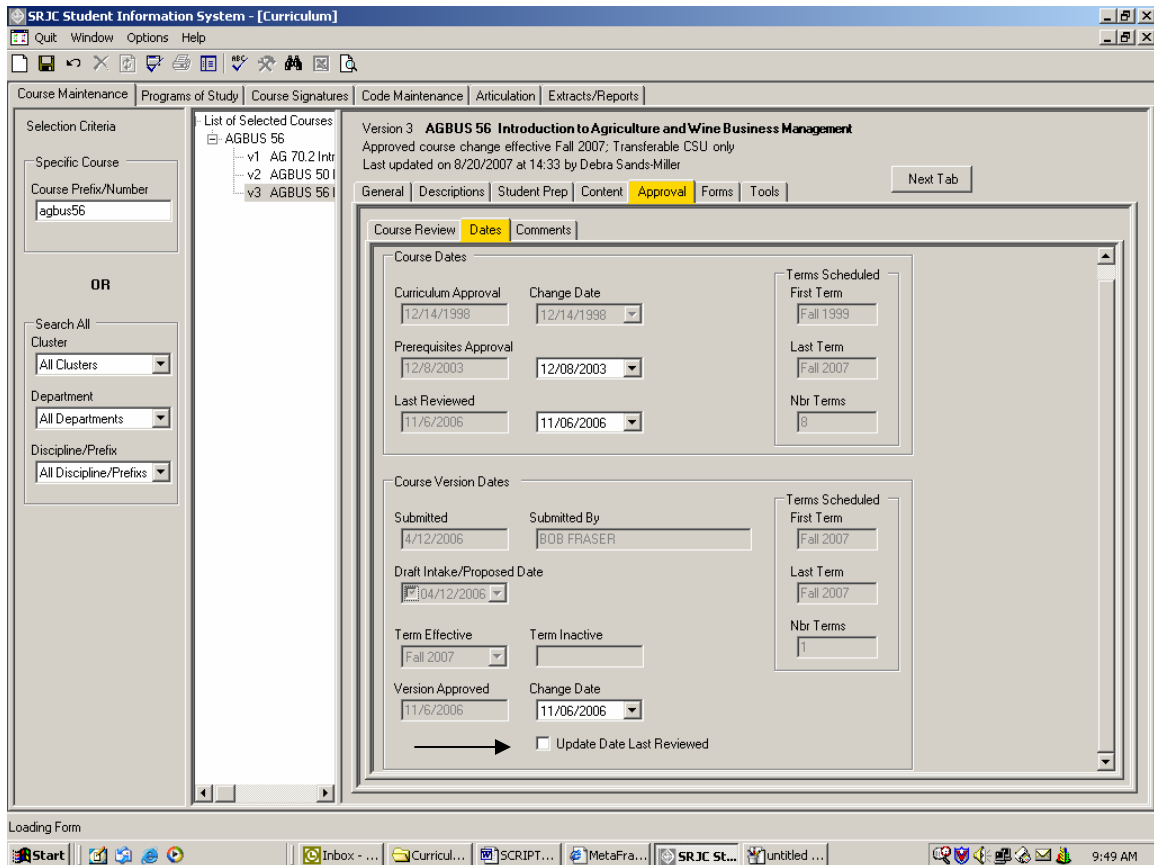 SRJC Student Information System - [Curriculum]
Quit Window Options Help
Course Maintenance Programs of Study Course Signatures Code Maintenance Articulation Extracts/Reports
Selection Criteria
Specific Course
Course Prefix/Number
agbus56
OR
Search All
Cluster
All Clusters
Department
All Departments
Discipline/Prefix
All Discipline/Prefixs
List of Selected Courses
AGBUS 56
v1 AG 70.2 Intr
v2 AGBUS 50 I
v3 AGBUS 56 I
Version 3 AGBUS 56 Introduction to Agriculture and Wine Business Management
Approved course change effective Fall 2007; Transferable CSU only
Last updated on 8/20/2007 at 14:33 by Debra Sands-Miller
Next Tab
General Descriptions Student Prep Content Approval Forms Tools
Course Review Dates Comments
Course Dates
Curriculum Approval Change Date
12/14/1998 12/14/1998
Prerequisites Approval
12/8/2003 12/08/2003
Last Reviewed
11/6/2006 11/06/2006
Terms Scheduled
First Term
Fall 1999
Last Term
Fall 2007
Nbr Terms
8
Course Version Dates
Submitted Submitted By
4/12/2006 BOB FRASER
Draft Intake/Proposed Date
04/12/2006
Term Effective Term Inactive
Fall 2007
Version Approved Change Date
11/6/2006 11/06/2006
Update Date Last Reviewed
Terms Scheduled
First Term
Fall 2007
Last Term
Fall 2007
Nbr Terms
1
Loading Form
Start Inbox - ... Curricul... SCRIPT... MetaFra... SRJC St... untitled ... 9:49 AM